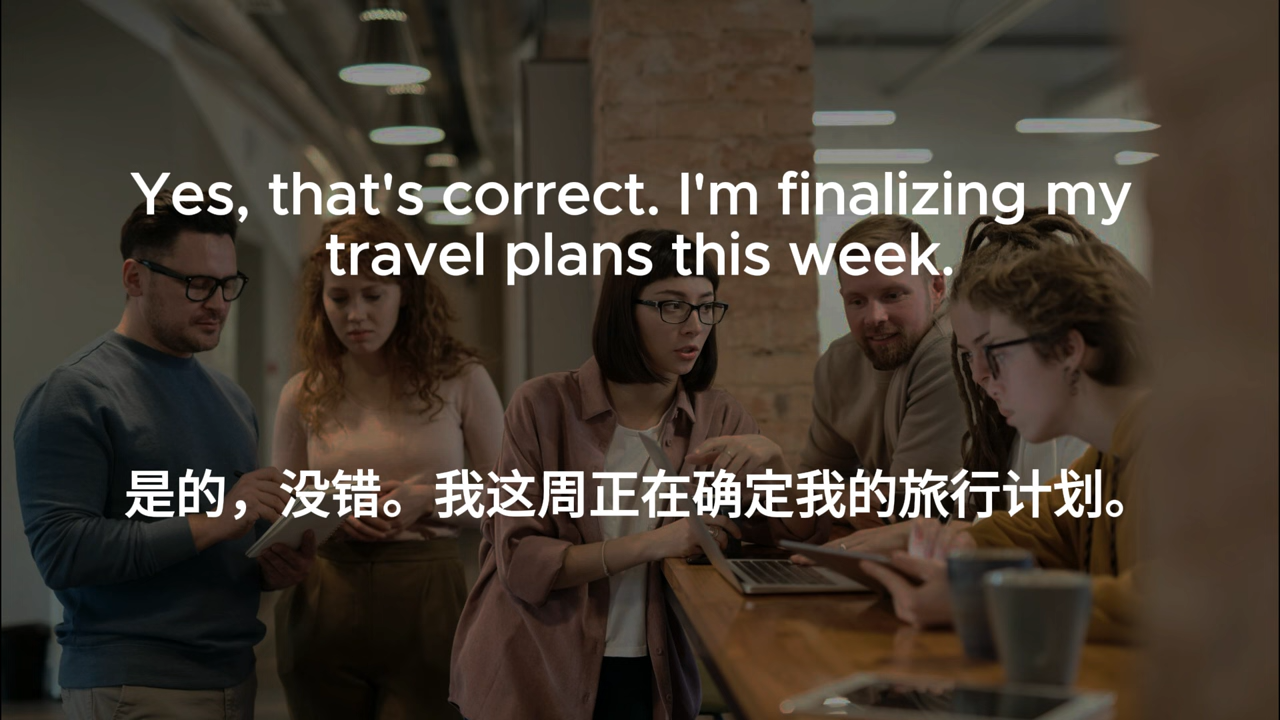 Yes, that's correct. I'm finalizing my
travel plans this week.
是的，没错。我这周正在确定我的旅行计划。